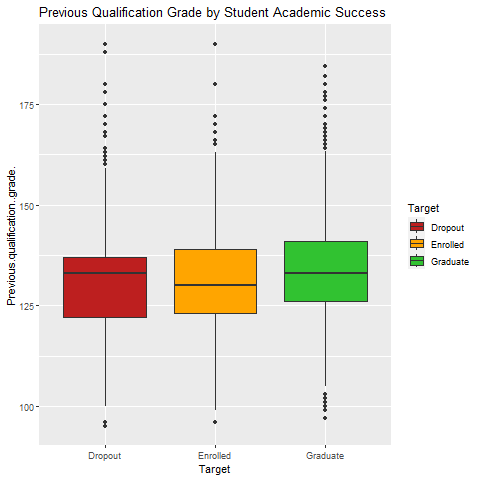 Previous Qualification Grade by Student Academic Success
Previous.qualification..grade.
175
150
125
100
Dropout
Enrolled
Graduate
Target
Target
Dropout
Enrolled
Graduate